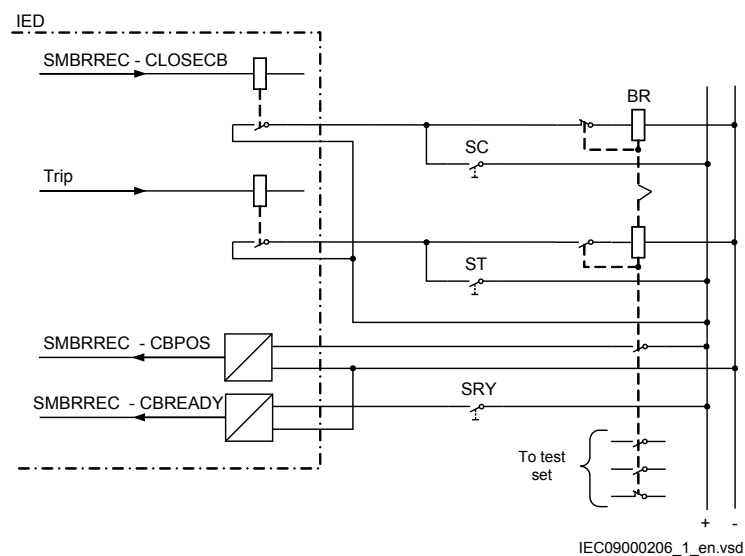 IED
SMBRREC - CLOSECB
BR
SC
Trip
ST
SMBRREC - CBPOS
SMBRREC - CBREADY
SRY
To test
set
+ -
IEC09000206_1_en.vsd